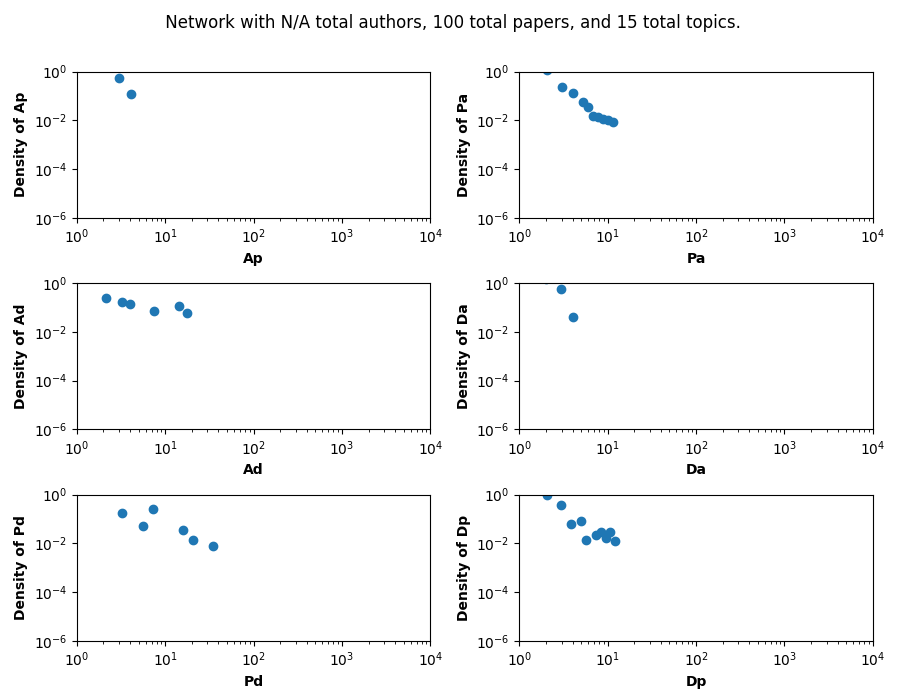 Network with N/A total authors, 100 total papers, and 15 total topics.
Density of Ap
10^0
10^-2
10^-4
10^-6
10^0 10^1 10^2 10^3 10^4
Ap
Density of Pa
10^0
10^-2
10^-4
10^-6
10^0 10^1 10^2 10^3 10^4
Pa
Density of Ad
10^0
10^-2
10^-4
10^-6
10^0 10^1 10^2 10^3 10^4
Ad
Density of Da
10^0
10^-2
10^-4
10^-6
10^0 10^1 10^2 10^3 10^4
Da
Density of Pd
10^0
10^-2
10^-4
10^-6
10^0 10^1 10^2 10^3 10^4
Pd
Density of Dp
10^0
10^-2
10^-4
10^-6
10^0 10^1 10^2 10^3 10^4
Dp